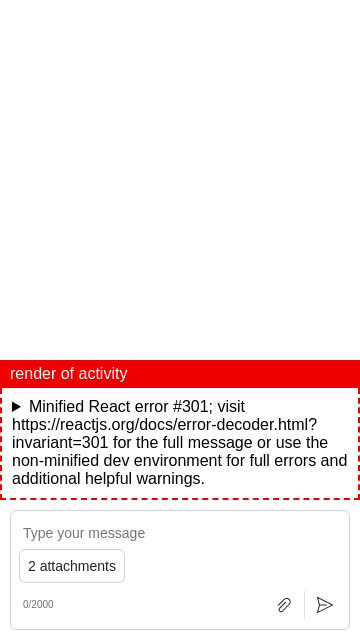 render of activity
Minified React error #301; visit
https://reactjs.org/docs/error-decoder.html?
invariant=301 for the full message or use the
non-minified dev environment for full errors and
additional helpful warnings.
Type your message
2 attachments
0/2000